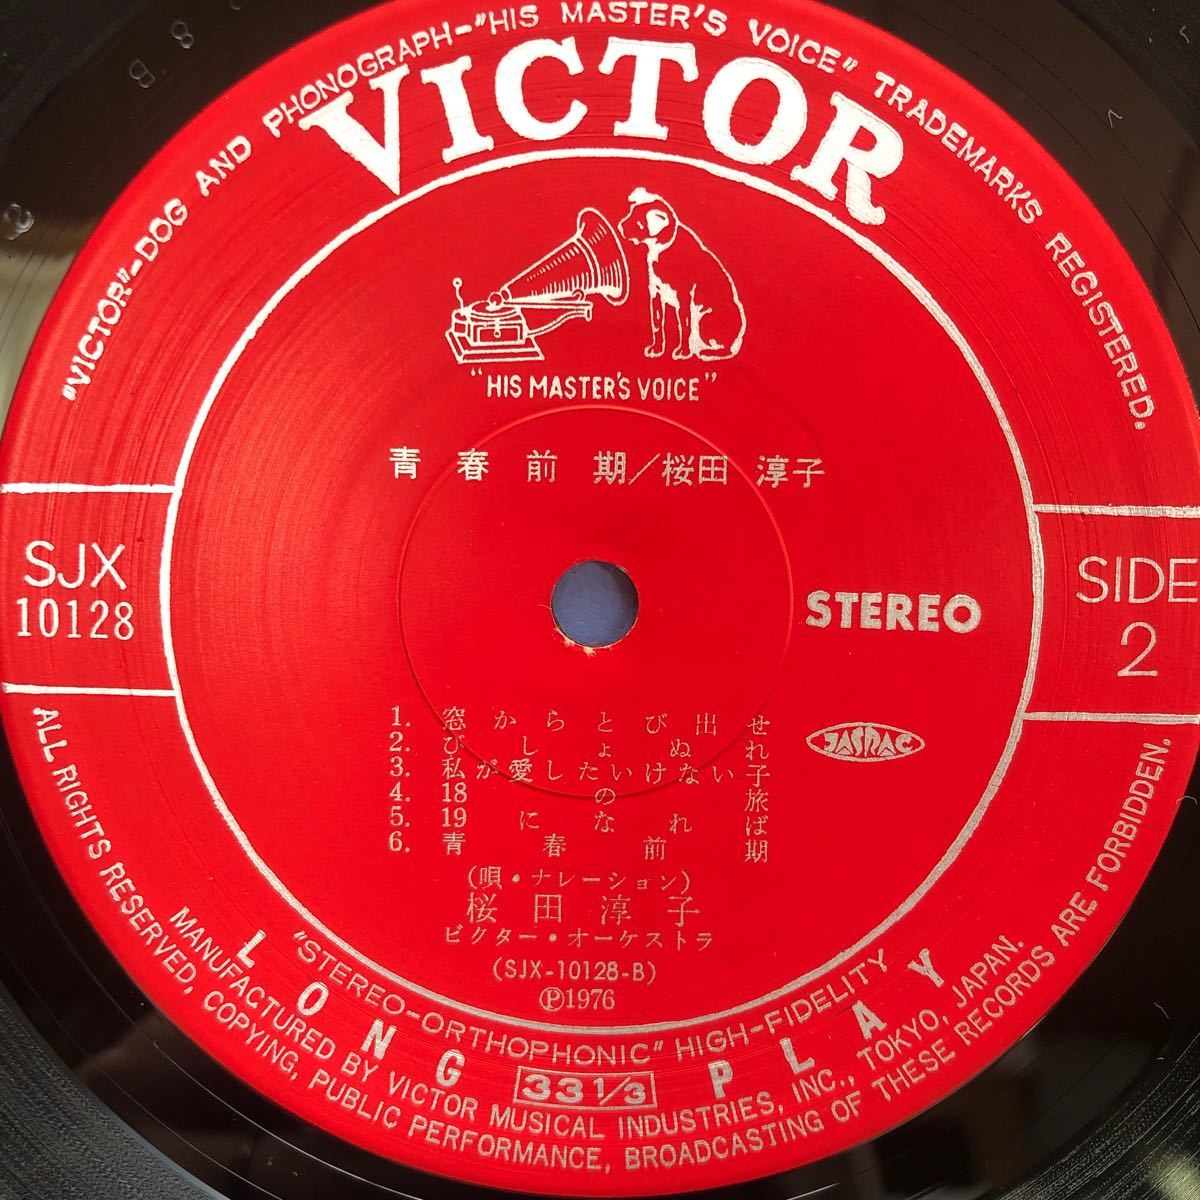 "VICTOR"-DOG AND PHONOGRAPH-"HIS MASTER'S VOICE" TRADEMARKS REGISTERED.
VICTOR
"HIS MASTER'S VOICE"
青春前期/桜田 淳子
SJX
10128
STEREO
SIDE
2
1. 窓からとび出せ
2. びしょぬれ
3. 私が愛したいけない子
4. 18の旅
5. 19になれば
6. 青春前期
JASRAC
(唄・ナレーション)
桜田淳子
ビクター・オーケストラ
(SJX-10128-B)
Ⓟ1976
"STEREO-ORTHOPHONIC" HIGH-FIDELITY
LONG PLAY
33 1/3
MANUFACTURED BY VICTOR MUSICAL INDUSTRIES, INC., TOKYO, JAPAN.
ALL RIGHTS RESERVED, COPYING, PUBLIC PERFORMANCE, BROADCASTING OF THESE RECORDS ARE FORBIDDEN.